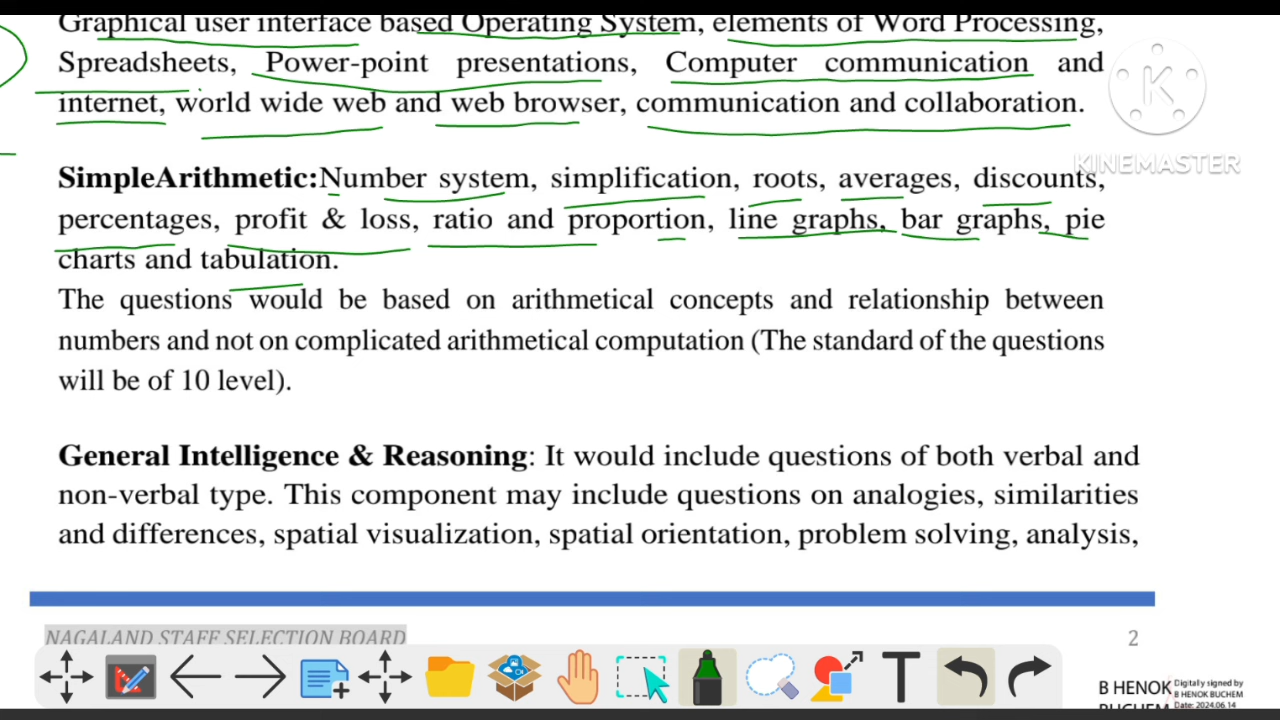 Graphical user interface based Operating System, elements of Word Processing,
Spreadsheets, Power-point presentations, Computer communication and
internet, world wide web and web browser, communication and collaboration.
K
KINEMASTER
SimpleArithmetic:Number system, simplification, roots, averages, discounts,
percentages, profit & loss, ratio and proportion, line graphs, bar graphs, pie
charts and tabulation.
The questions would be based on arithmetical concepts and relationship between
numbers and not on complicated arithmetical computation (The standard of the questions
will be of 10 level).
General Intelligence & Reasoning: It would include questions of both verbal and
non-verbal type. This component may include questions on analogies, similarities
and differences, spatial visualization, spatial orientation, problem solving, analysis,
NAGALAND STAFF SELECTION BOARD
2
T
B HENOK
BUCHEM
Digitally signed by
B HENOK BUCHEM
Date: 2024.06.14